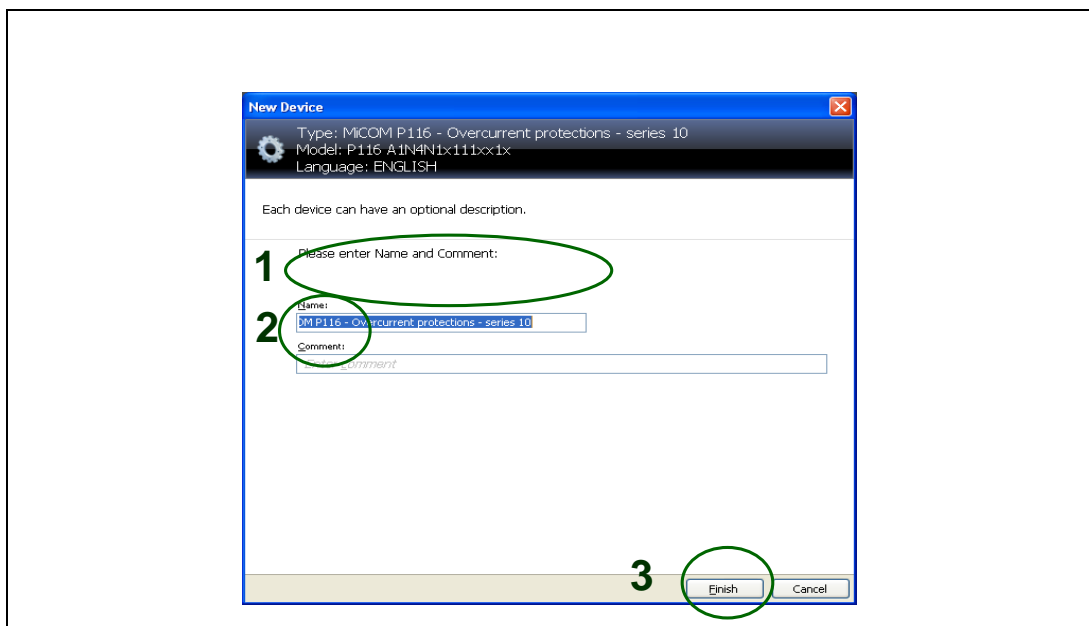 New Device
Type: MiCOM P116 - Overcurrent protections - series 10
Model: P116 A1N4N1x111xx1x
Language: ENGLISH
Each device can have an optional description.
1
Please enter Name and Comment:
Name:
2
OM P116 - Overcurrent protections - series 10
Comment:
Enter comment
3
Finish
Cancel